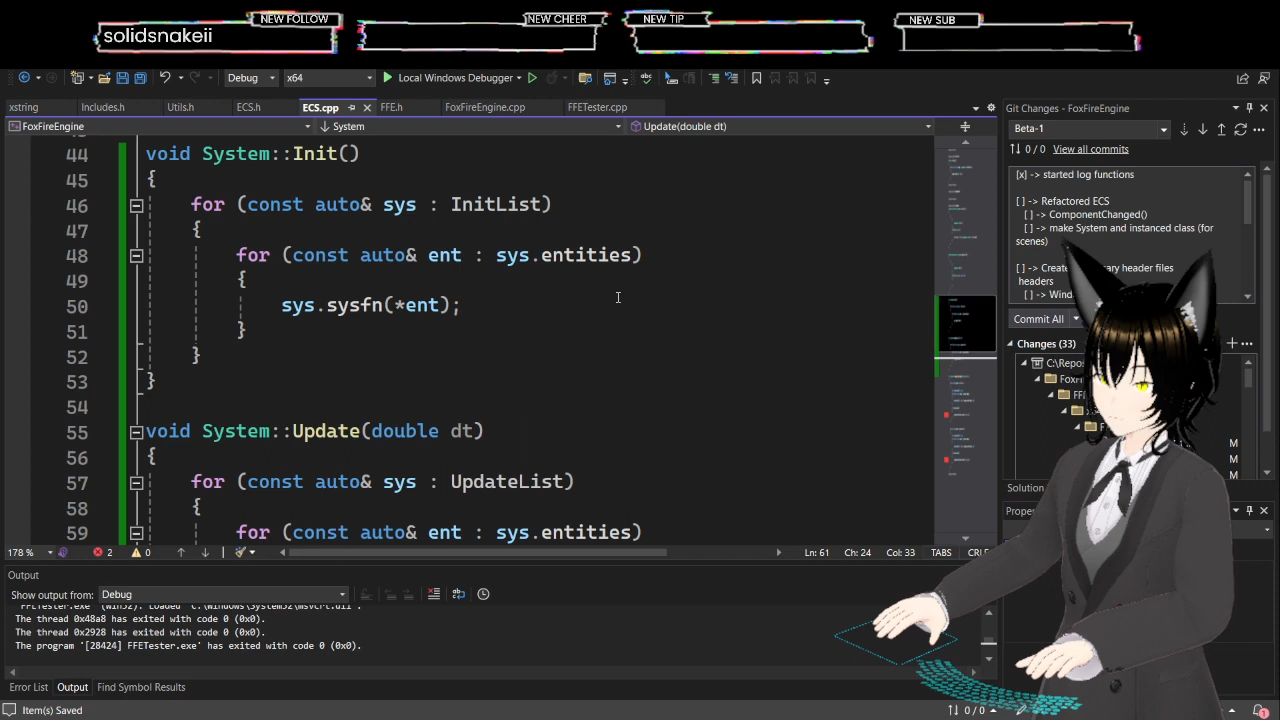 NEW FOLLOW
NEW CHEER
NEW TIP
NEW SUB
solidsnakeii
Debug
x64
Local Windows Debugger
xstring
Includes.h
Utils.h
ECS.h
ECS.cpp
FFE.h
FoxFireEngine.cpp
FFETester.cpp
Git Changes - FoxFireEngine
FoxFireEngine
System
Update(double dt)
Beta-1
0 / 0
View all commits
[x] -> started log functions
[ ] -> Refactored ECS
[ ] -> ComponentChanged()
[ ] -> make System and instanced class (for
scenes)
headers
Commit All
Changes (33)
M
M
M
44 void System::Init()
45 {
46 for (const auto& sys : InitList)
47 {
48 for (const auto& ent : sys.entities)
49 {
50 sys.sysfn(*ent);
51 }
52 }
53 }
54
55 void System::Update(double dt)
56 {
57 for (const auto& sys : UpdateList)
58 {
59 for (const auto& ent : sys.entities)
178 %
2
0
Ln: 61
Ch: 24
Col: 33
TABS
CRLF
Output
Show output from:
Debug
The thread 0x48a8 has exited with code 0 (0x0).
The thread 0x2928 has exited with code 0 (0x0).
The program '[28424] FFETester.exe' has exited with code 0 (0x0).
Error List
Output
Find Symbol Results
Item(s) Saved
0 / 0